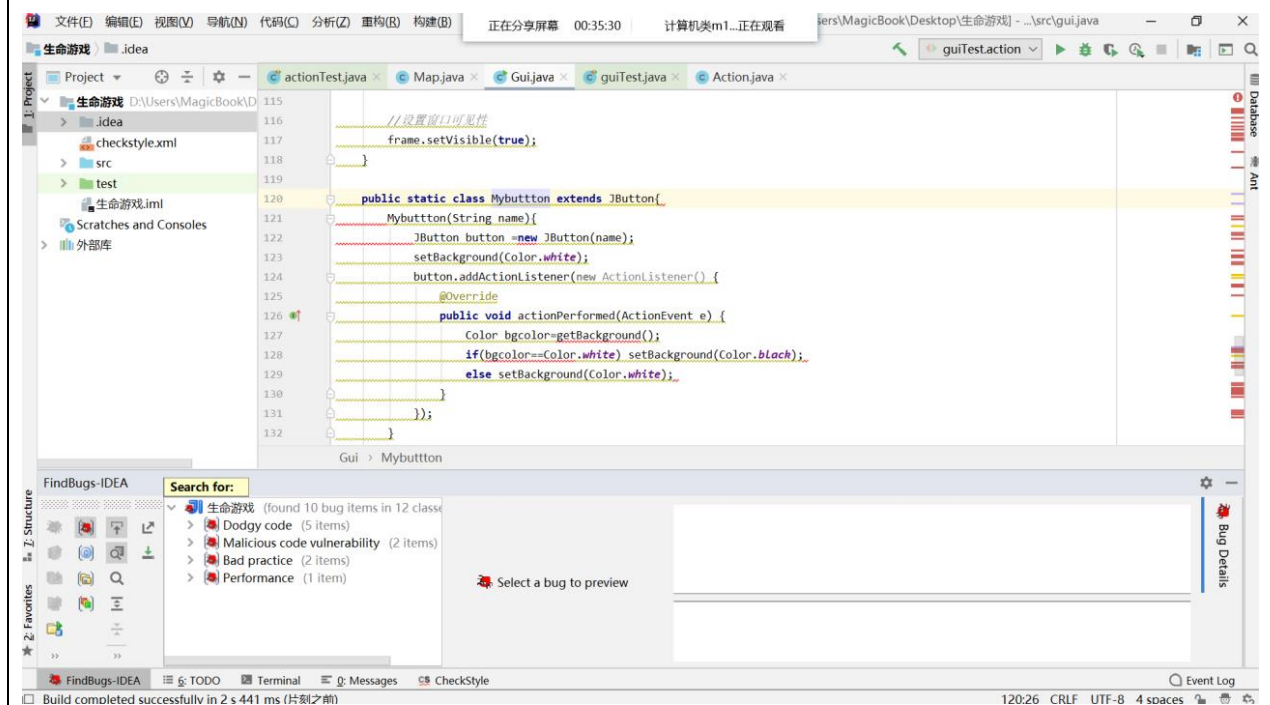 文件(F) 编辑(E) 视图(V) 导航(N) 代码(C) 分析(Z) 重构(R) 构建(B)
正在分享屏幕 00:35:30 计算机类m1...正在观看
sers\MagicBook\Desktop\生命游戏] - ...\src\gui.java
生命游戏 .idea
guiTest.action
1: Project
Project
actionTest.java
Map.java
Gui.java
guiTest.java
Action.java
生命游戏 D:\Users\MagicBook\D
.idea
checkstyle.xml
src
test
生命游戏.iml
Scratches and Consoles
外部库
115
116 //设置窗口可见性
117 frame.setVisible(true);
118 }
119
120 public static class Mybuttton extends JButton{
121 Mybuttton(String name){
122 JButton button =new JButton(name);
123 setBackground(Color.white);
124 button.addActionListener(new ActionListener() {
125 @Override
126 public void actionPerformed(ActionEvent e) {
127 Color bgcolor=getBackground();
128 if(bgcolor==Color.white) setBackground(Color.black);
129 else setBackground(Color.white);
130 }
131 });
132 }
Gui › Mybuttton
Database
Ant
FindBugs-IDEA
Search for:
生命游戏 (found 10 bug items in 12 classe
Dodgy code (5 items)
Malicious code vulnerability (2 items)
Bad practice (2 items)
Performance (1 item)
Select a bug to preview
Bug Details
7: Structure
2: Favorites
FindBugs-IDEA 6: TODO Terminal 0: Messages CheckStyle Event Log
Build completed successfully in 2 s 441 ms (片刻之前) 120:26 CRLF UTF-8 4 spaces